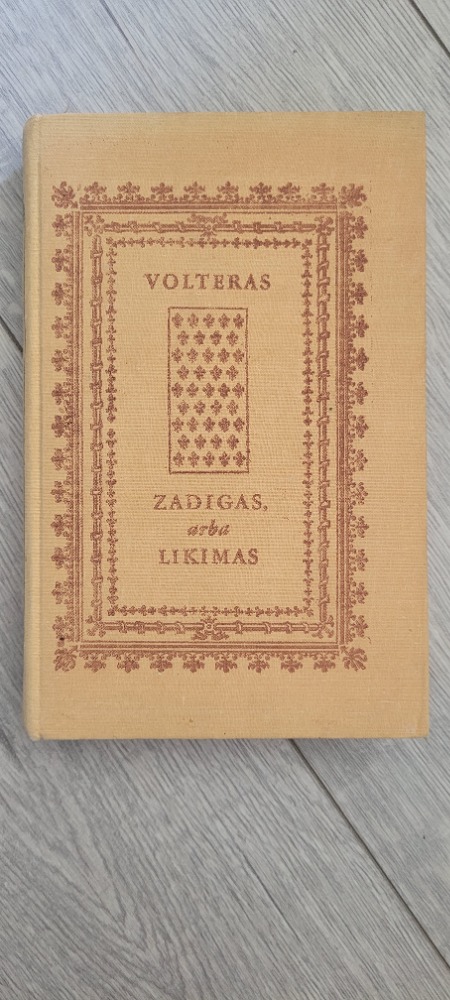 VOLTERAS
ZADIGAS,
arba
LIKIMAS